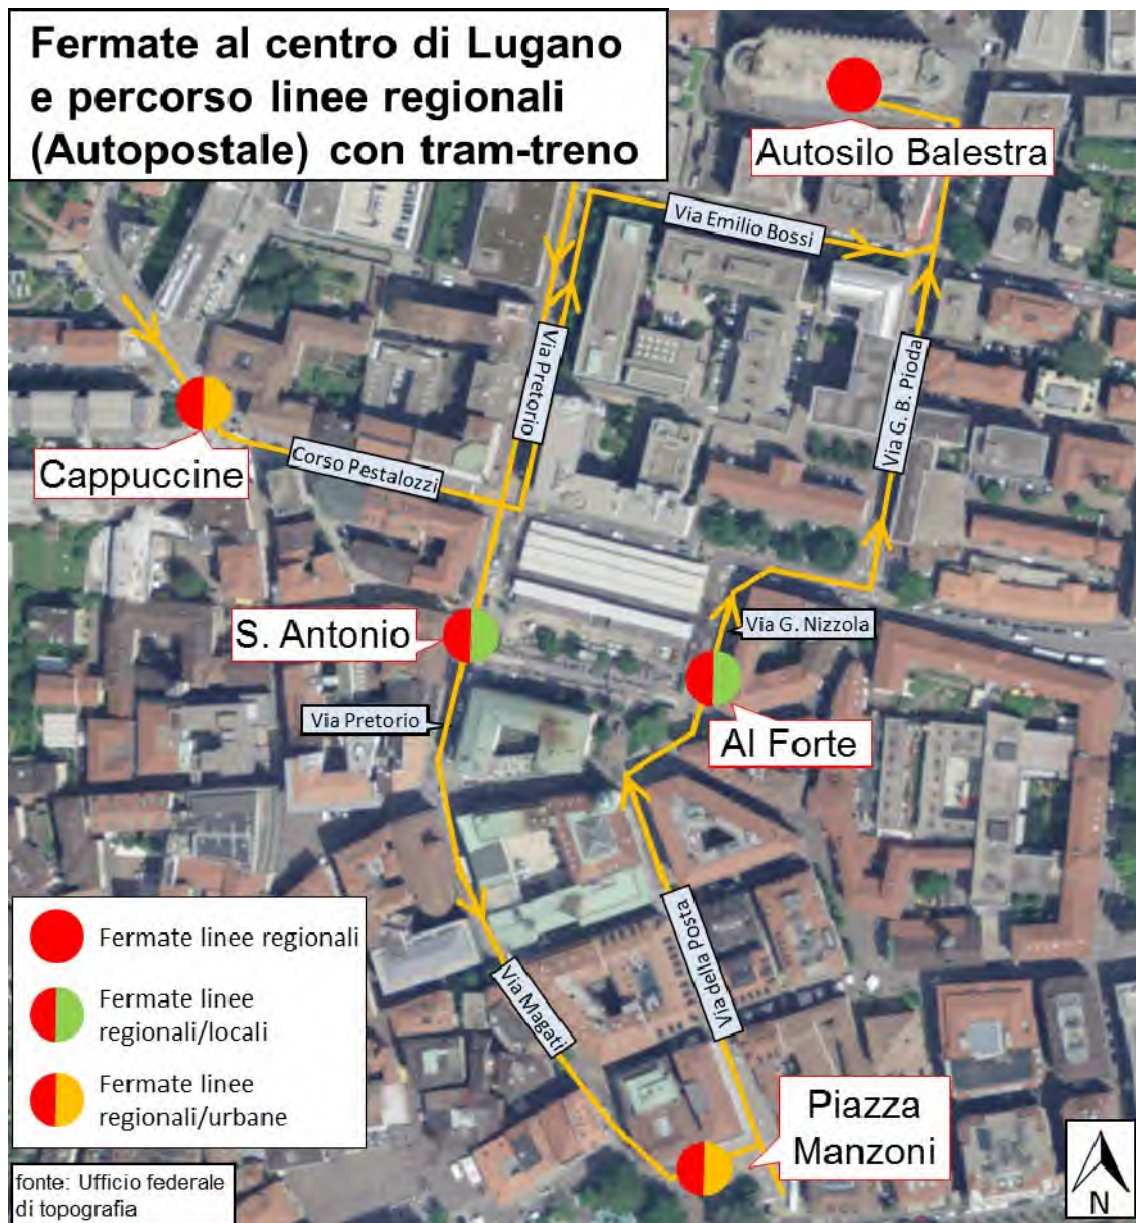 Fermate al centro di Lugano
e percorso linee regionali
(Autopostale) con tram-treno
Autosilo Balestra
Via Emilio Bossi
Via Pretorio
Via G. B. Pioda
Cappuccine
Corso Pestalozzi
S. Antonio
Via G. Nizzola
Via Pretorio
Al Forte
Via della Posta
Via Magati
Fermate linee regionali
Fermate linee
regionali/locali
Fermate linee
regionali/urbane
Piazza
Manzoni
fonte: Ufficio federale
di topografia
N